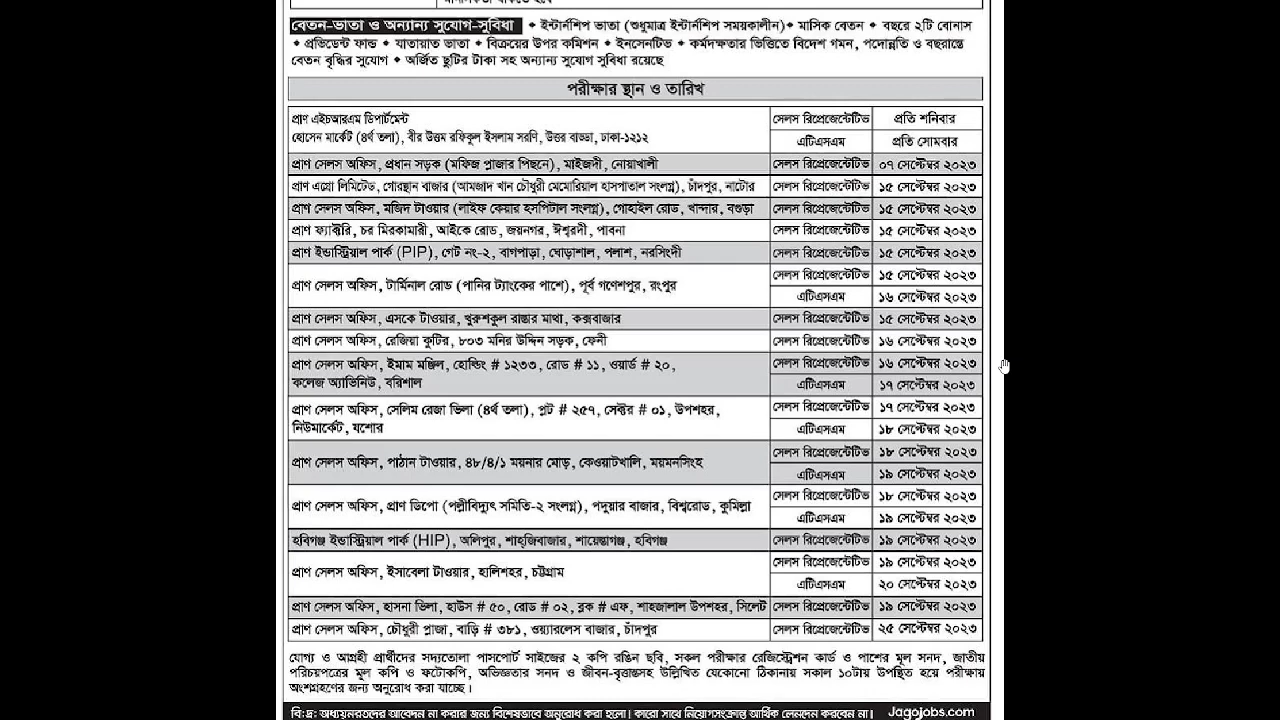 বেতন-ভাতা ও অন্যান্য সুযোগ-সুবিধা ◆ ইন্টার্নশিপ ভাতা (শুধুমাত্র ইন্টার্নশিপ সময়কালীন)◆ মাসিক বেতন ◆ বছরে ২টি বোনাস
◆ প্রভিডেন্ট ফান্ড ◆ যাতায়াত ভাতা ◆ বিক্রয়ের উপর কমিশন ◆ ইনসেনটিভ ◆ কর্মদক্ষতার ভিত্তিতে বিদেশ গমন, পদোন্নতি ও বছরান্তে
বেতন বৃদ্ধির সুযোগ ◆ অর্জিত ছুটির টাকা সহ অন্যান্য সুযোগ সুবিধা রয়েছে
পরীক্ষার স্থান ও তারিখ
প্রাণ এইচআরএম ডিপার্টমেন্ট
হোসেন মার্কেট (৪র্থ তলা), বীর উত্তম রফিকুল ইসলাম সরণি, উত্তর বাড্ডা, ঢাকা-১২১২
সেলস রিপ্রেজেন্টেটিভ প্রতি শনিবার
এটিএসএম প্রতি সোমবার
প্রাণ সেলস অফিস, প্রধান সড়ক (মফিজ প্লাজার পিছনে), মাইজদী, নোয়াখালী সেলস রিপ্রেজেন্টেটিভ ০৭ সেপ্টেম্বর ২০২৩
প্রাণ এগ্রো লিমিটেড, গোরস্থান বাজার (আমজাদ খান চৌধুরী মেমোরিয়াল হাসপাতাল সংলগ্ন), চাঁদপুর, নাটোর সেলস রিপ্রেজেন্টেটিভ ১৫ সেপ্টেম্বর ২০২৩
প্রাণ সেলস অফিস, মজিদ টাওয়ার (লাইফ কেয়ার হসপিটাল সংলগ্ন), গোহাইল রোড, খান্দার, বগুড়া সেলস রিপ্রেজেন্টেটিভ ১৫ সেপ্টেম্বর ২০২৩
প্রাণ ফ্যাক্টরি, চর মিরকামারী, আইকে রোড, জয়নগর, ঈশ্বরদী, পাবনা সেলস রিপ্রেজেন্টেটিভ ১৫ সেপ্টেম্বর ২০২৩
প্রাণ ইন্ডাস্ট্রিয়াল পার্ক (PIP), গেট নং-২, বাগপাড়া, ঘোড়াশাল, পলাশ, নরসিংদী সেলস রিপ্রেজেন্টেটিভ ১৫ সেপ্টেম্বর ২০২৩
প্রাণ সেলস অফিস, টার্মিনাল রোড (পানির ট্যাংকের পাশে), পূর্ব গণেশপুর, রংপুর
সেলস রিপ্রেজেন্টেটিভ ১৫ সেপ্টেম্বর ২০২৩
এটিএসএম ১৬ সেপ্টেম্বর ২০২৩
প্রাণ সেলস অফিস, এসকে টাওয়ার, খুরুশকুল রাস্তার মাথা, কক্সবাজার সেলস রিপ্রেজেন্টেটিভ ১৫ সেপ্টেম্বর ২০২৩
প্রাণ সেলস অফিস, রেজিয়া কুটির, ৮০৩ মনির উদ্দিন সড়ক, ফেনী সেলস রিপ্রেজেন্টেটিভ ১৬ সেপ্টেম্বর ২০২৩
প্রাণ সেলস অফিস, ইমাম মঞ্জিল, হোল্ডিং # ১২৩৩, রোড # ১১, ওয়ার্ড # ২০,
কলেজ অ্যাভিনিউ, বরিশাল
সেলস রিপ্রেজেন্টেটিভ ১৬ সেপ্টেম্বর ২০২৩
এটিএসএম ১৭ সেপ্টেম্বর ২০২৩
প্রাণ সেলস অফিস, সেলিম রেজা ভিলা (৪র্থ তলা), প্লট # ২৫৭, সেক্টর # ০১, উপশহর,
নিউমার্কেট, যশোর
সেলস রিপ্রেজেন্টেটিভ ১৭ সেপ্টেম্বর ২০২৩
এটিএসএম ১৮ সেপ্টেম্বর ২০২৩
প্রাণ সেলস অফিস, পাঠান টাওয়ার, ৪৮/৪/১ ময়নার মোড়, কেওয়াটখালি, ময়মনসিংহ
সেলস রিপ্রেজেন্টেটিভ ১৮ সেপ্টেম্বর ২০২৩
এটিএসএম ১৯ সেপ্টেম্বর ২০২৩
প্রাণ সেলস অফিস, প্রাণ ডিপো (পল্লীবিদ্যুৎ সমিতি-২ সংলগ্ন), পদুয়ার বাজার, বিশ্বরোড, কুমিল্লা
সেলস রিপ্রেজেন্টেটিভ ১৮ সেপ্টেম্বর ২০২৩
এটিএসএম ১৯ সেপ্টেম্বর ২০২৩
হবিগঞ্জ ইন্ডাস্ট্রিয়াল পার্ক (HIP), অলিপুর, শাহ্‌জিবাজার, শায়েস্তাগঞ্জ, হবিগঞ্জ সেলস রিপ্রেজেন্টেটিভ ১৯ সেপ্টেম্বর ২০২৩
প্রাণ সেলস অফিস, ইসাবেলা টাওয়ার, হালিশহর, চট্টগ্রাম
সেলস রিপ্রেজেন্টেটিভ ১৯ সেপ্টেম্বর ২০২৩
এটিএসএম ২০ সেপ্টেম্বর ২০২৩
প্রাণ সেলস অফিস, হাসনা ভিলা, হাউস # ৫০, রোড # ০২, ব্লক # এফ, শাহজালাল উপশহর, সিলেট সেলস রিপ্রেজেন্টেটিভ ১৯ সেপ্টেম্বর ২০২৩
প্রাণ সেলস অফিস, চৌধুরী প্লাজা, বাড়ি # ৩৮১, ওয়্যারলেস বাজার, চাঁদপুর সেলস রিপ্রেজেন্টেটিভ ২৫ সেপ্টেম্বর ২০২৩
যোগ্য ও আগ্রহী প্রার্থীদের সদ্যতোলা পাসপোর্ট সাইজের ২ কপি রঙিন ছবি, সকল পরীক্ষার রেজিস্ট্রেশন কার্ড ও পাশের মূল সনদ, জাতীয়
পরিচয়পত্রের মূল কপি ও ফটোকপি, অভিজ্ঞতার সনদ ও জীবন-বৃত্তান্তসহ উল্লিখিত যেকোনো ঠিকানায় সকাল ১০টায় উপস্থিত হয়ে পরীক্ষায়
অংশগ্রহণের জন্য অনুরোধ করা যাচ্ছে।
বি:দ্র: অধ্যয়নরতদের আবেদন না করার জন্য বিশেষভাবে অনুরোধ করা হলো। কারো সাথে নিয়োগসংক্রান্ত আর্থিক লেনদেন করবেন না। Jagojobs.com